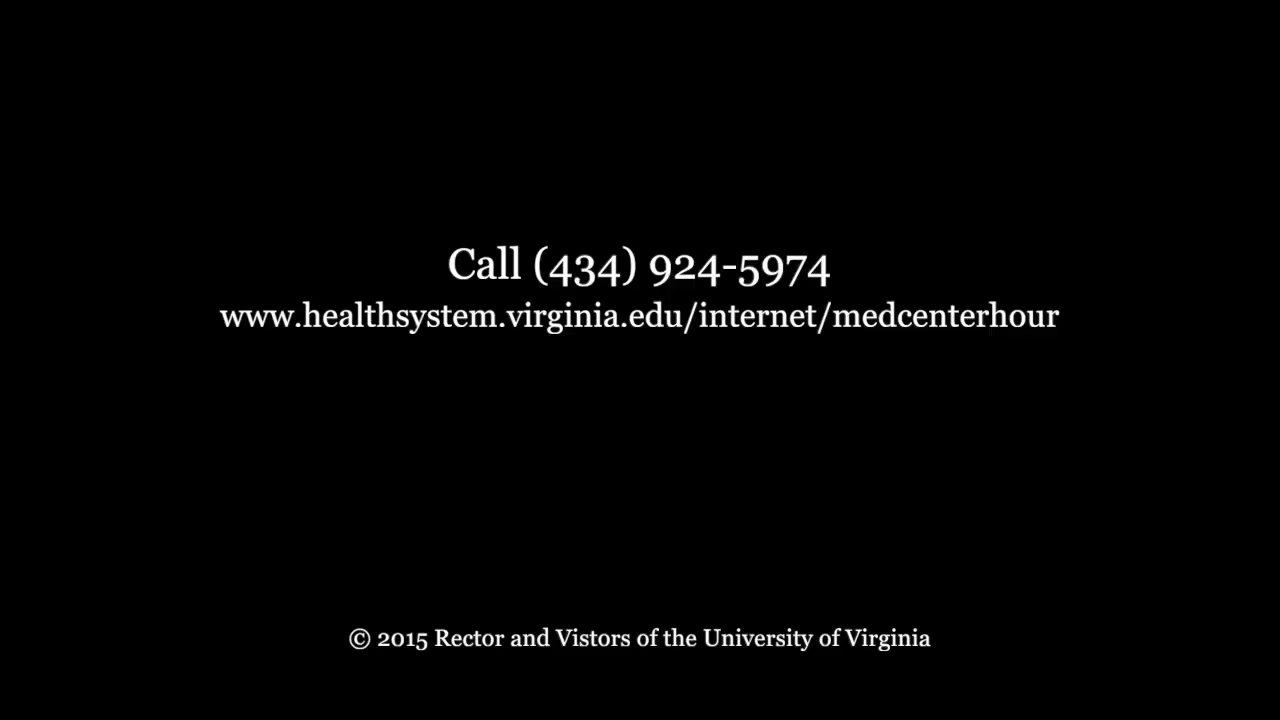 Call (434) 924-5974
www.healthsystem.virginia.edu/internet/medcenterhour
© 2015 Rector and Vistors of the University of Virginia